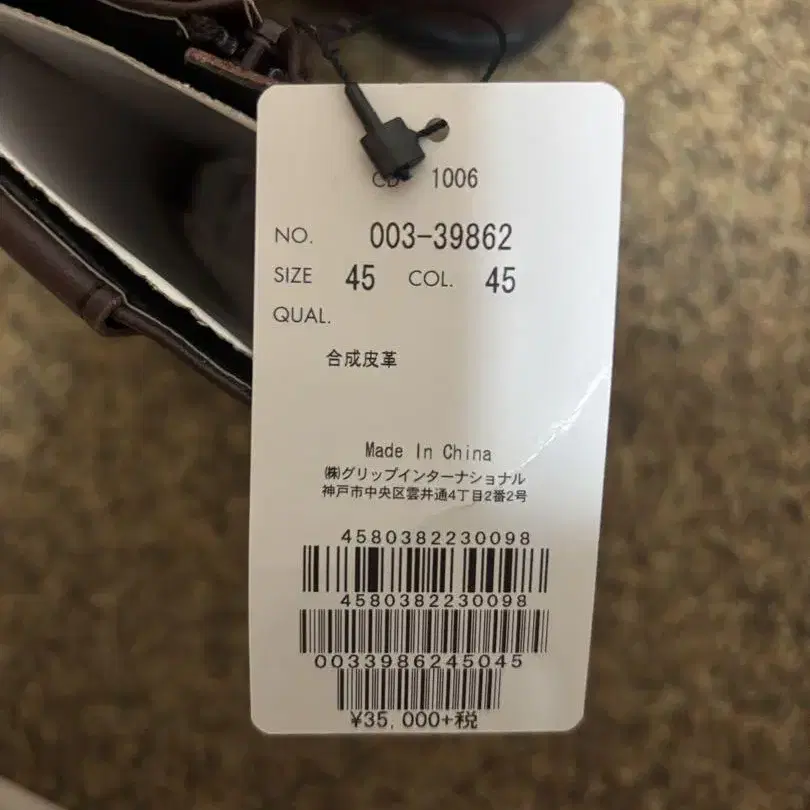 CD 1006
NO. 003-39862
SIZE 45 COL. 45
QUAL.
合成皮革
Made In China
㈱グリップインターナショナル
神戸市中央区雲井通4丁目2番2号
4580382230098
4580382230098
0033986245045
¥35,000+税